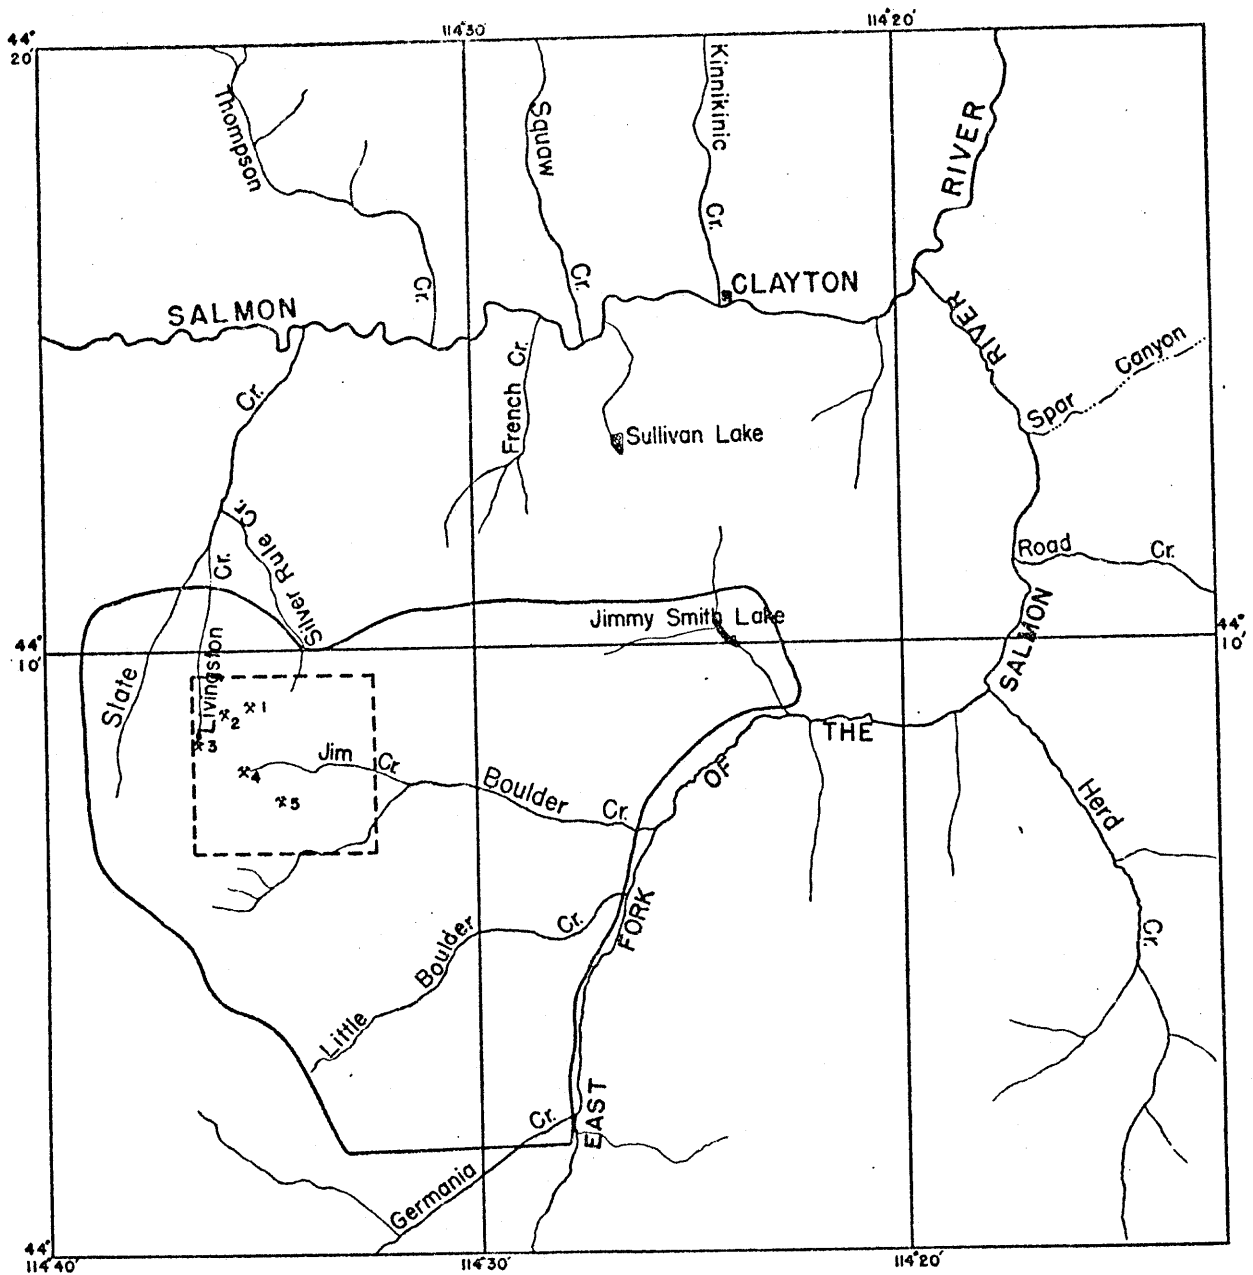 114°30'
114°20'
44°
20'
Thompson
Cr.
Squaw
Cr.
Kinnikinic
Cr.
RIVER
SALMON
CLAYTON
RIVER
Spar Canyon
Cr.
French Cr.
Sullivan Lake
Silver Rule Cr.
Cr.
Road Cr.
Jimmy Smith Lake
SALMON
44°
10'
44°
10'
Slate
Livingston
1
2
3
4
5
Jim Cr.
Boulder Cr.
THE
OF
Herd
Cr.
FORK
Little Boulder Cr.
EAST
Germania Cr.
44°
114°40'
114°30'
114°20'